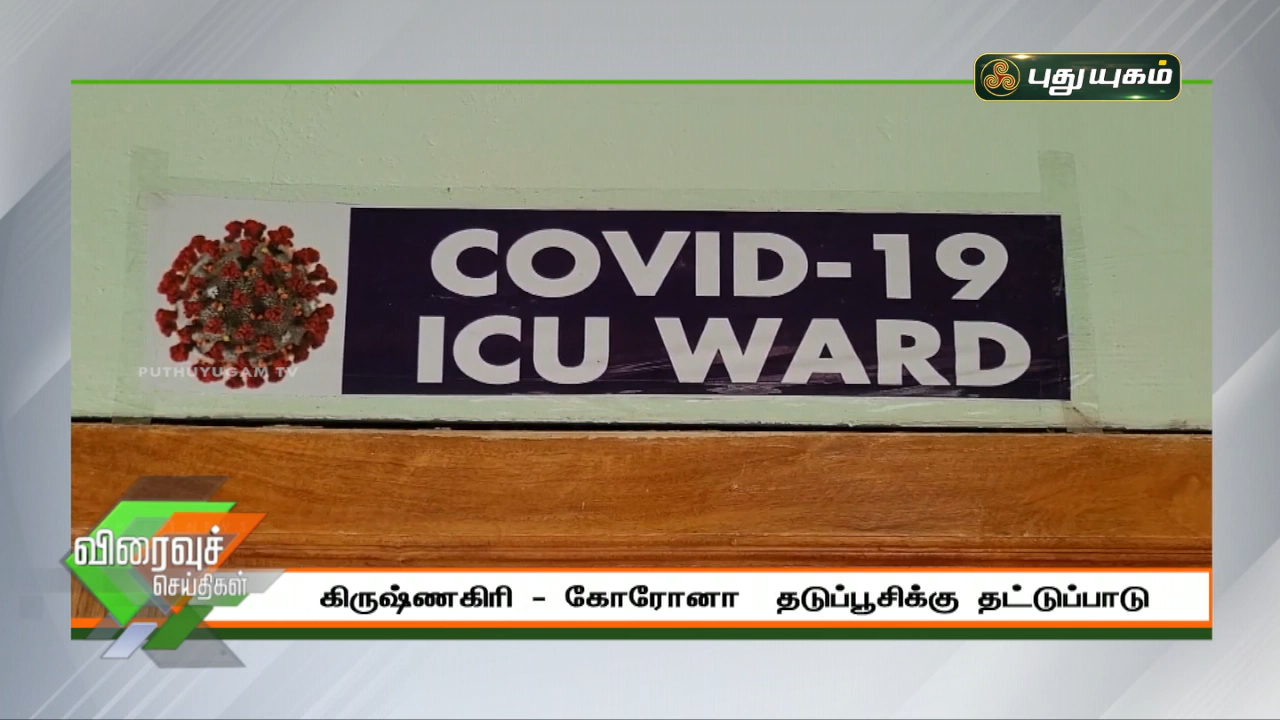 புதுயுகம்
COVID-19
ICU WARD
PUTHUYUGAM TV
விரைவுச்
செய்திகள்
கிருஷ்ணகிரி - கோரோனா தடுப்பூசிக்கு தட்டுப்பாடு